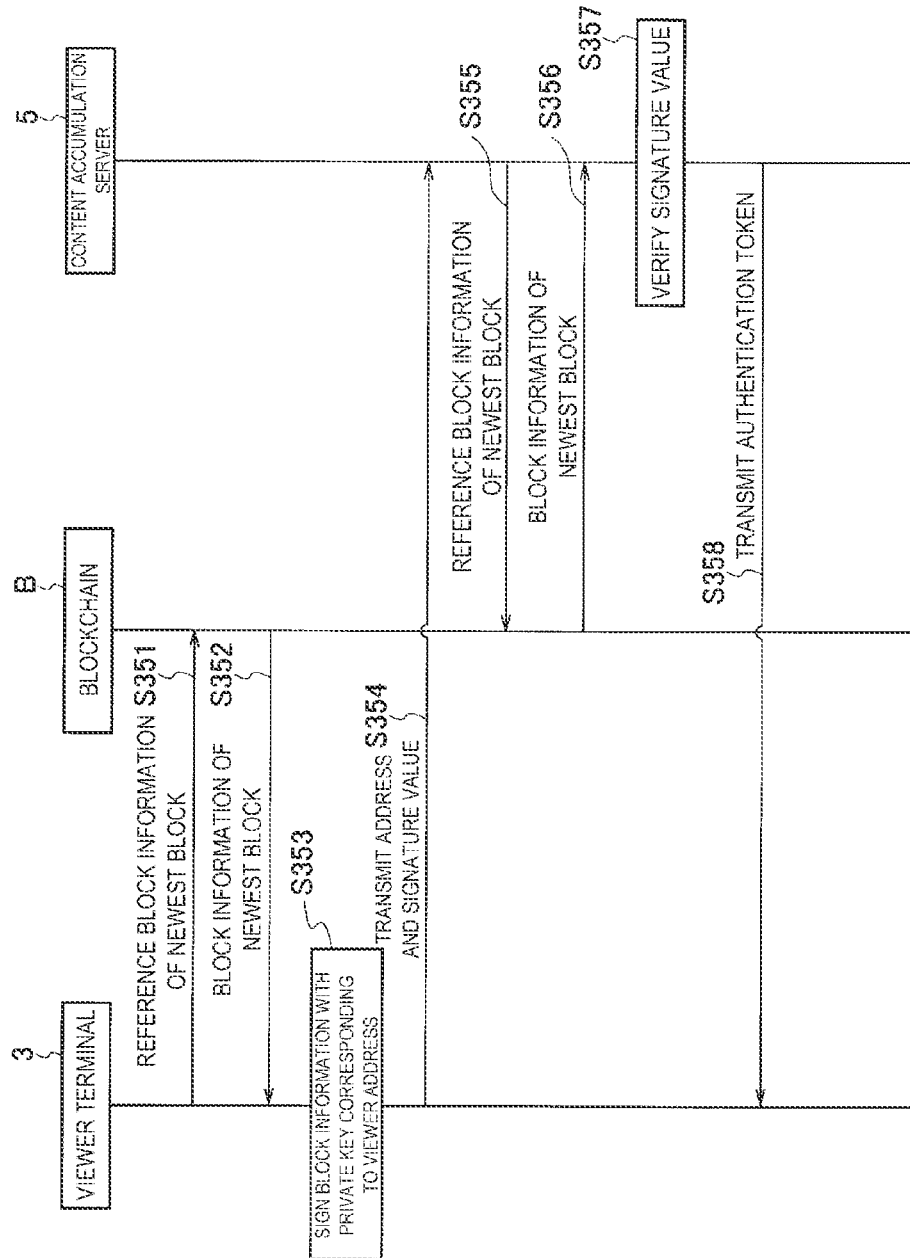 3
VIEWER TERMINAL
B
BLOCKCHAIN
5
CONTENT ACCUMULATION
SERVER
REFERENCE BLOCK INFORMATION
OF NEWEST BLOCK
S351
BLOCK INFORMATION OF
NEWEST BLOCK
S352
S353
SIGN BLOCK INFORMATION WITH
PRIVATE KEY CORRESPONDING
TO VIEWER ADDRESS
TRANSMIT ADDRESS
AND SIGNATURE VALUE
S354
REFERENCE BLOCK INFORMATION
OF NEWEST BLOCK
S355
BLOCK INFORMATION OF
NEWEST BLOCK
S356
S357
VERIFY SIGNATURE VALUE
S358
TRANSMIT AUTHENTICATION TOKEN